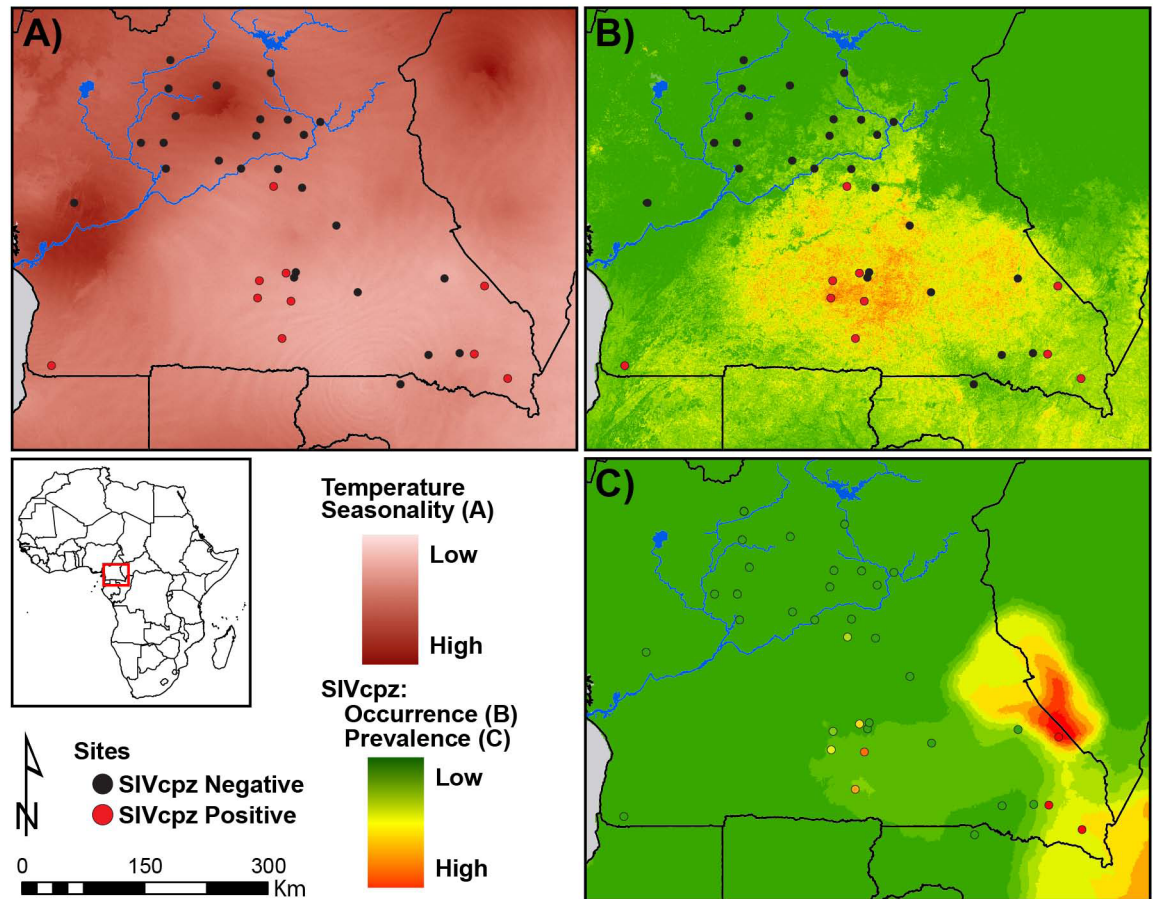 A)
B)
Temperature
Seasonality (A)
Low
High
SIVcpz:
Occurrence (B)
Prevalence (C)
Low
High
N
Sites
SIVcpz Negative
SIVcpz Positive
0 150 300
Km
C)